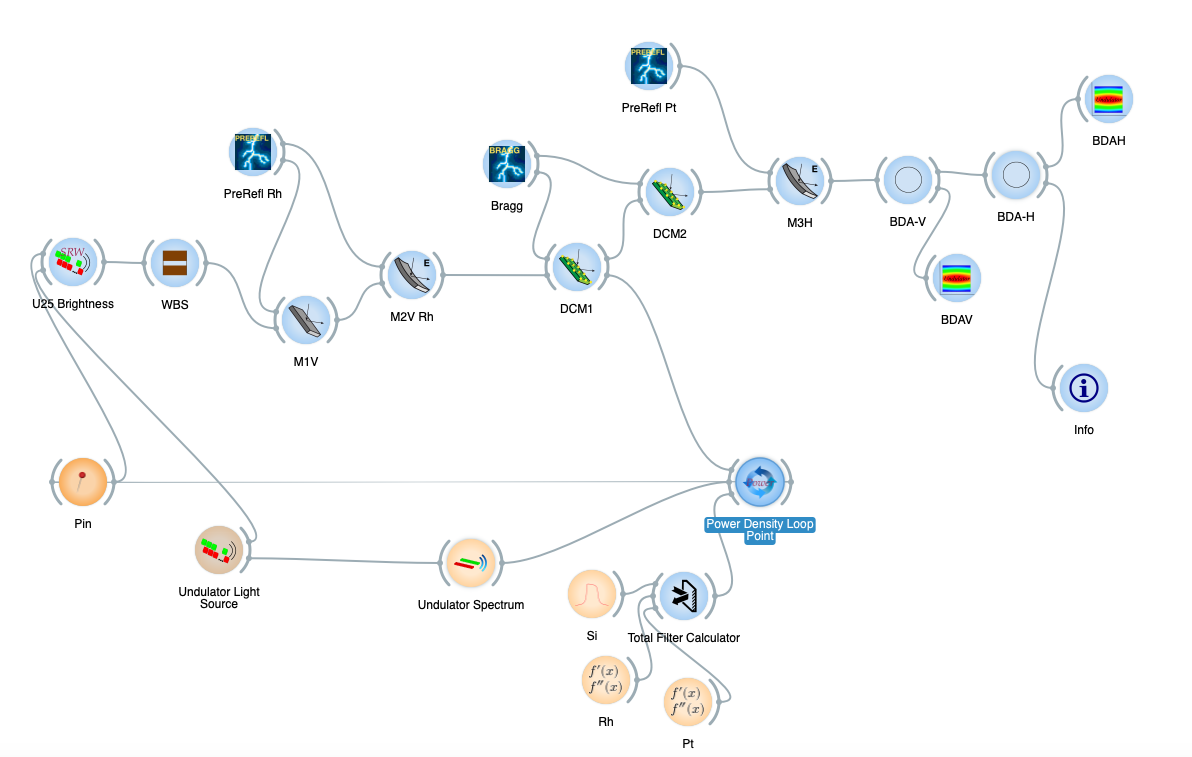 PREREFL
PreRefl Pt
BDAH
PREREFL
PreRefl Rh
BRAGG
Bragg
E
M3H
BDA-V
BDA-H
DCM2
SRW
U25 Brightness
WBS
E
M2V Rh
DCM1
BDAV
M1V
i
Info
Pin
Power
Power Density Loop
Point
Undulator Light
Source
Undulator Spectrum
Si
Total Filter Calculator
f'(x)
f''(x)
Rh
f'(x)
f''(x)
Pt